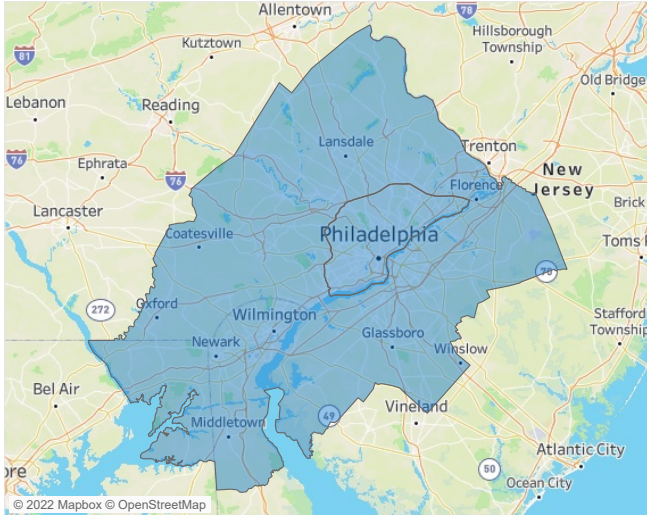 Allentown
78
Hillsborough
Township
81
Kutztown
Old Bridge
Lebanon
Reading
Lansdale
Trenton
76
Ephrata
76
New
Jersey
Florence
Brick
Lancaster
Coatesville
Philadelphia
Toms R
70
272
Oxford
Wilmington
Stafford
Township
Newark
Glassboro
Winslow
Bel Air
49
Vineland
Middletown
Atlantic City
50
ore
Ocean City
© 2022 Mapbox © OpenStreetMap